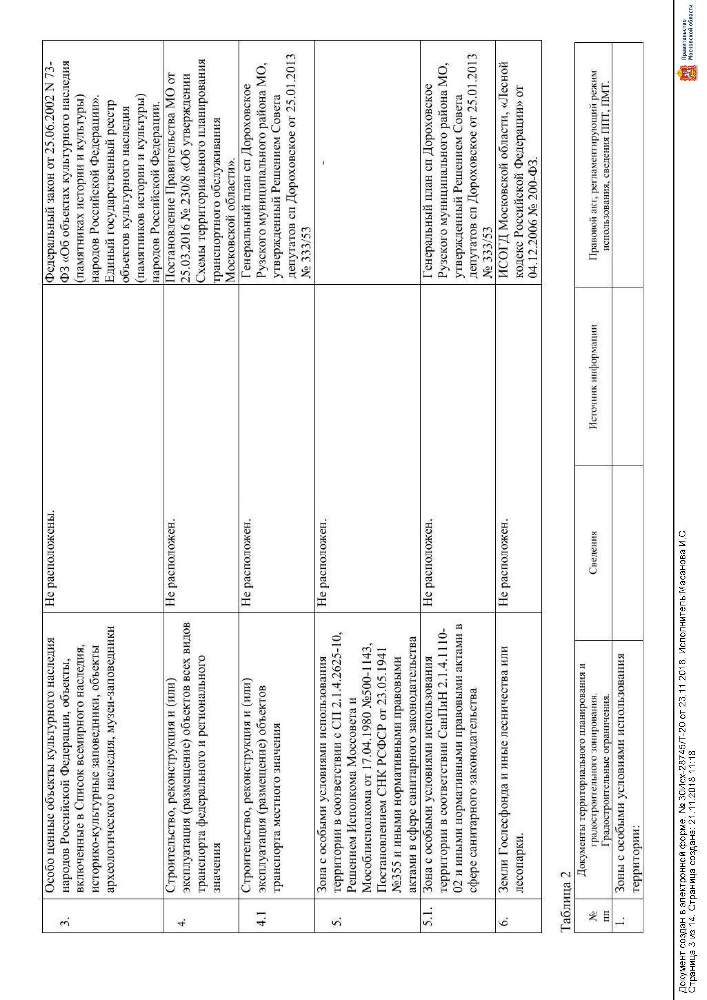 3.
Особо ценные объекты культурного наследия
народов Российской Федерации, объекты,
включенные в Список всемирного наследия,
историко-культурные заповедники, объекты
археологического наследия, музеи-заповедники
Не расположены.
Федеральный закон от 25.06.2002 N 73-
ФЗ «Об объектах культурного наследия
(памятниках истории и культуры)
народов Российской Федерации».
Единый государственный реестр
объектов культурного наследия
(памятников истории и культуры)
народов Российской Федерации.
4.
Строительство, реконструкция и (или)
эксплуатация (размещение) объектов всех видов
транспорта федерального и регионального
значения
Не расположен.
Постановление Правительства МО от
25.03.2016 № 230/8 «Об утверждении
Схемы территориального планирования
транспортного обслуживания
Московской области».
4.1
Строительство, реконструкция и (или)
эксплуатация (размещение) объектов
транспорта местного значения
Не расположен.
Генеральный план сп Дороховское
Рузского муниципального района МО,
утвержденный Решением Совета
депутатов сп Дороховское от 25.01.2013
№ 333/53
5.
Зона с особыми условиями использования
территории в соответствии с СП 2.1.4.2625-10,
Решением Исполкома Моссовета и
Мособлисполкома от 17.04.1980 №500-1143,
Постановлением СНК РСФСР от 23.05.1941
№355 и иными нормативными правовыми
актами в сфере санитарного законодательства
Не расположен.
-
5.1.
Зона с особыми условиями использования
территории в соответствии СанПиН 2.1.4.1110-
02 и иными нормативными правовыми актами в
сфере санитарного законодательства
Не расположен.
Генеральный план сп Дороховское
Рузского муниципального района МО,
утвержденный Решением Совета
депутатов сп Дороховское от 25.01.2013
№ 333/53
6.
Земли Гослесфонда и иные лесничества или
лесопарки.
Не расположен.
ИСОГД Московской области, «Лесной
кодекс Российской Федерации» от
04.12.2006 № 200-ФЗ.
Таблица 2
№
пп
Документы территориального планирования и
градостроительного зонирования.
Градостроительные ограничения.
Сведения
Источник информации
Правовой акт, регламентирующий режим
использования, сведения ППТ, ПМТ.
1.
Зоны с особыми условиями использования
территории:
Документ создан в электронной форме. № 30Исх-28745/Т-20 от 23.11.2018. Исполнитель:Масанова И.С.
Страница 3 из 14. Страница создана: 21.11.2018 11:18
Правительство
Московской области